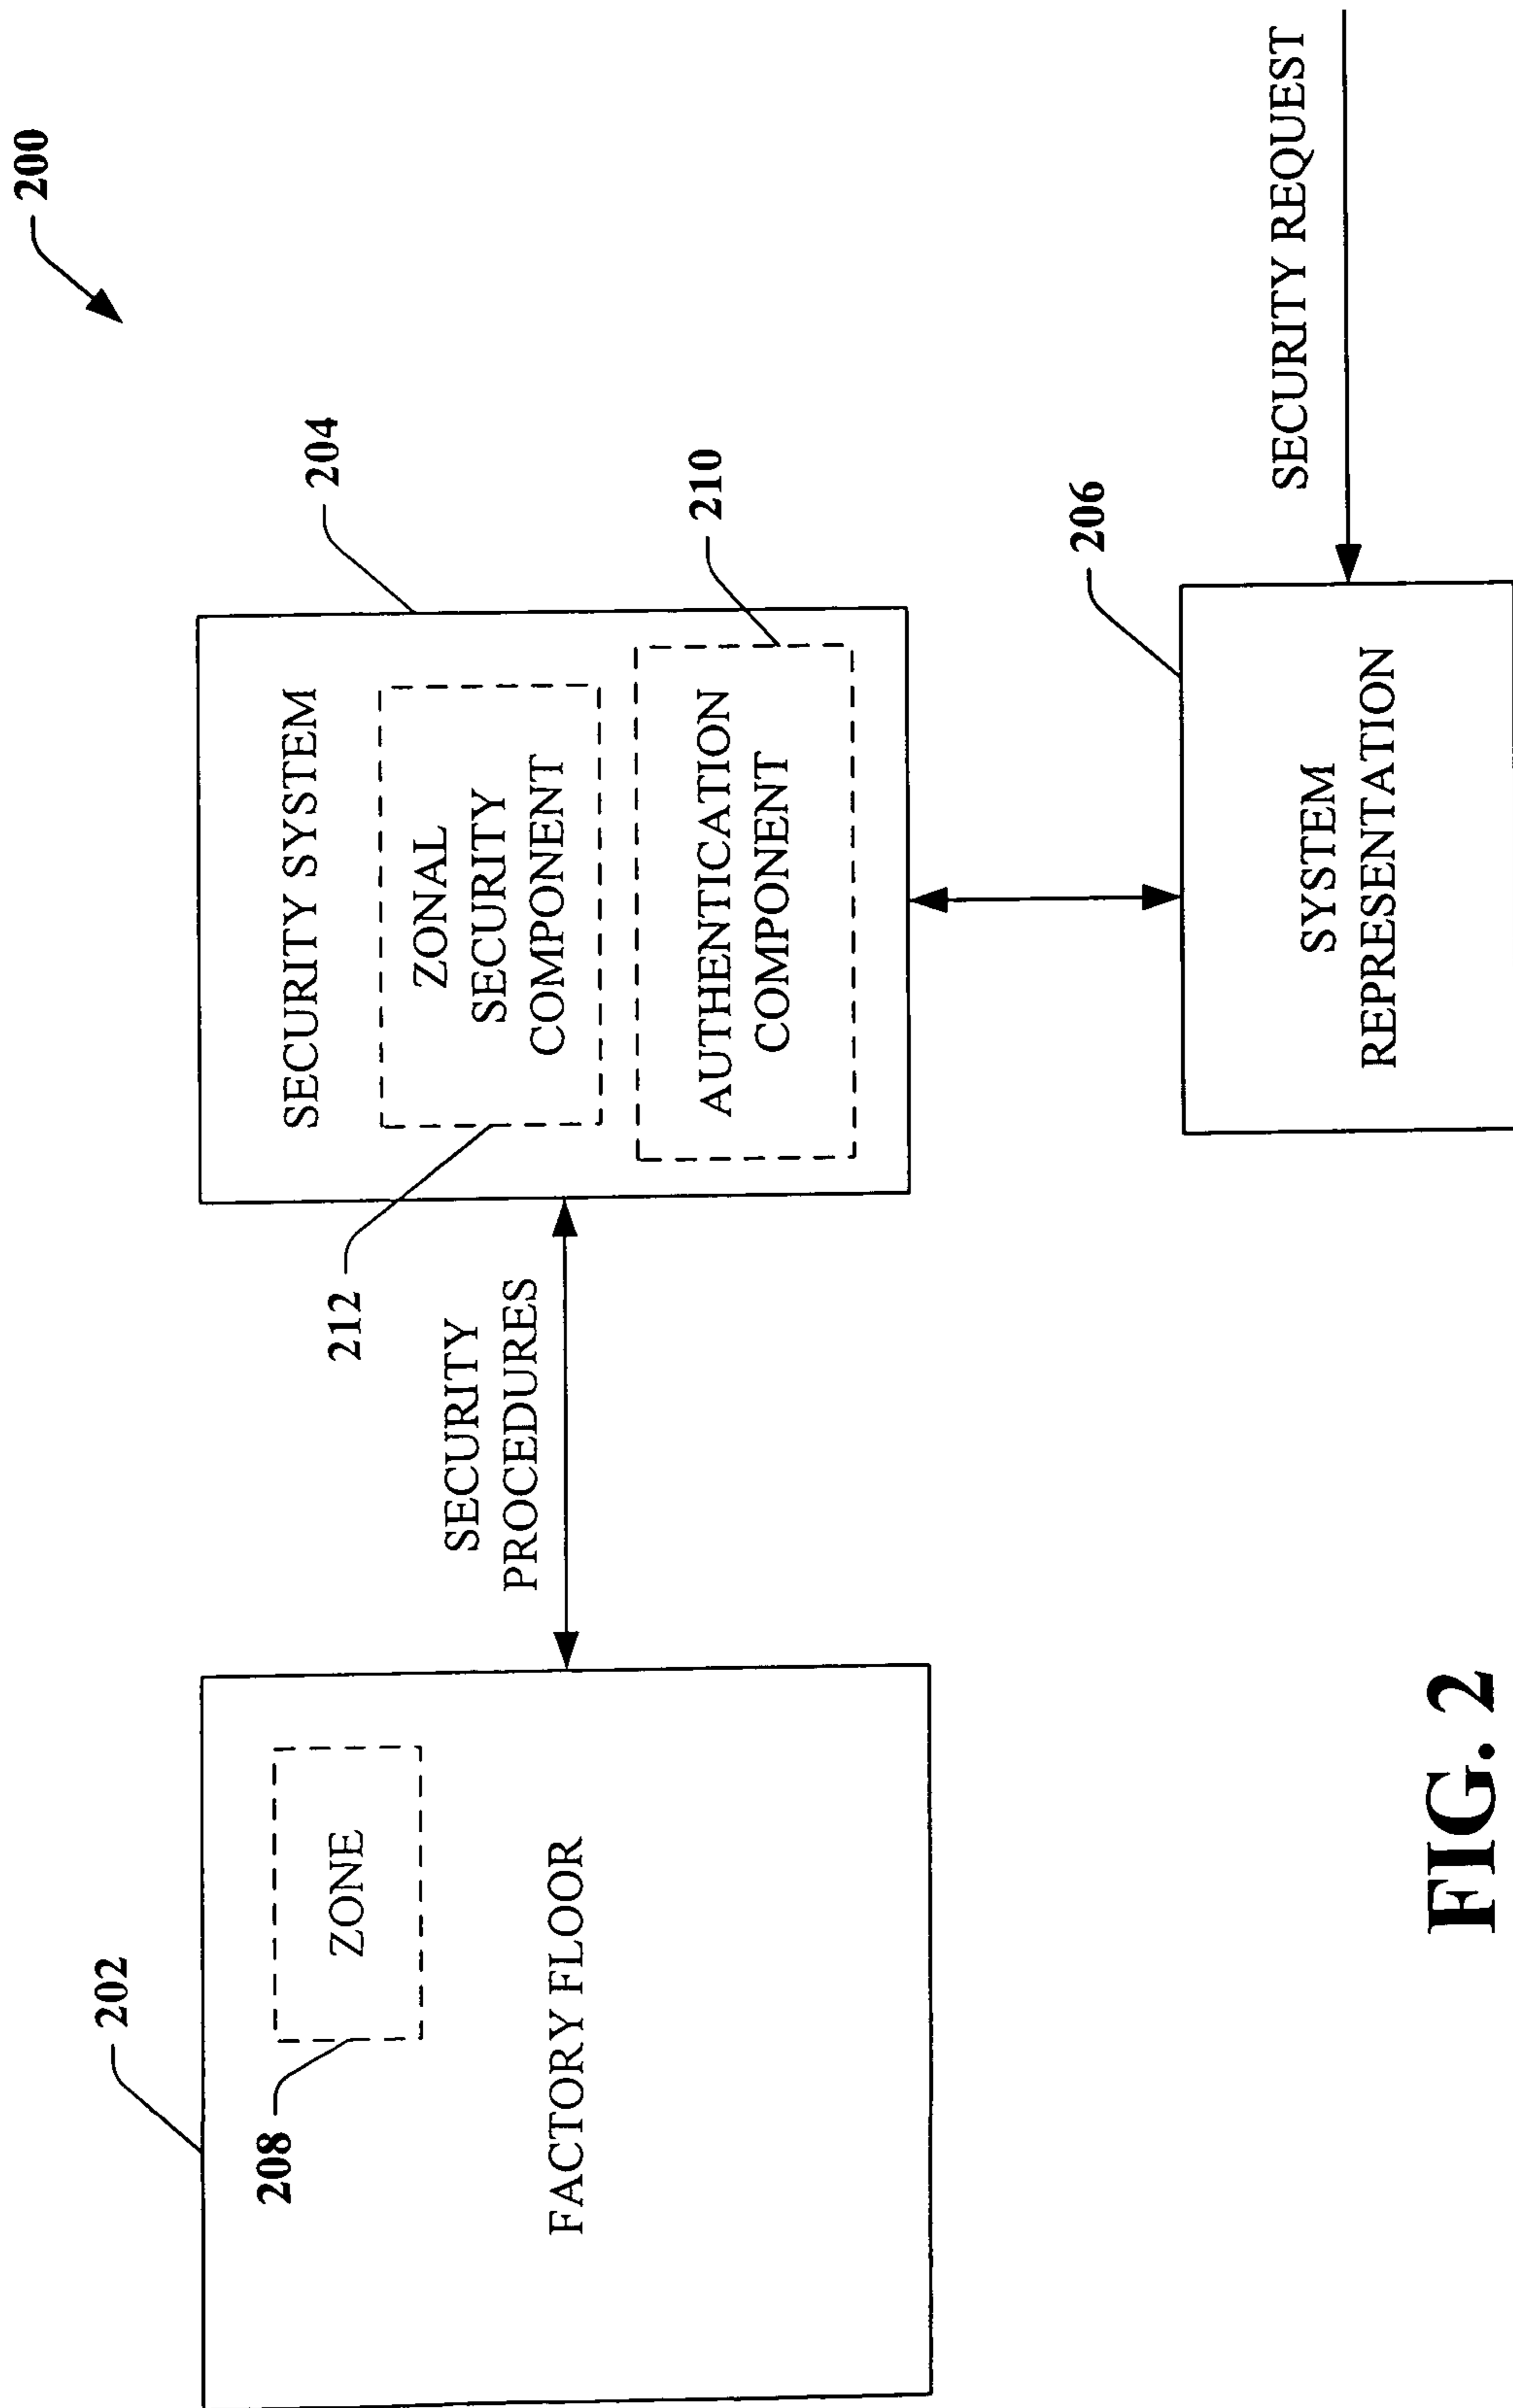 200
202
208
ZONE
FACTORY FLOOR
SECURITY
PROCEDURES
204
SECURITY SYSTEM
212
ZONAL
SECURITY
COMPONENT
210
AUTHENTICATION
COMPONENT
206
SYSTEM
REPRESENTATION
SECURITY REQUEST
FIG. 2